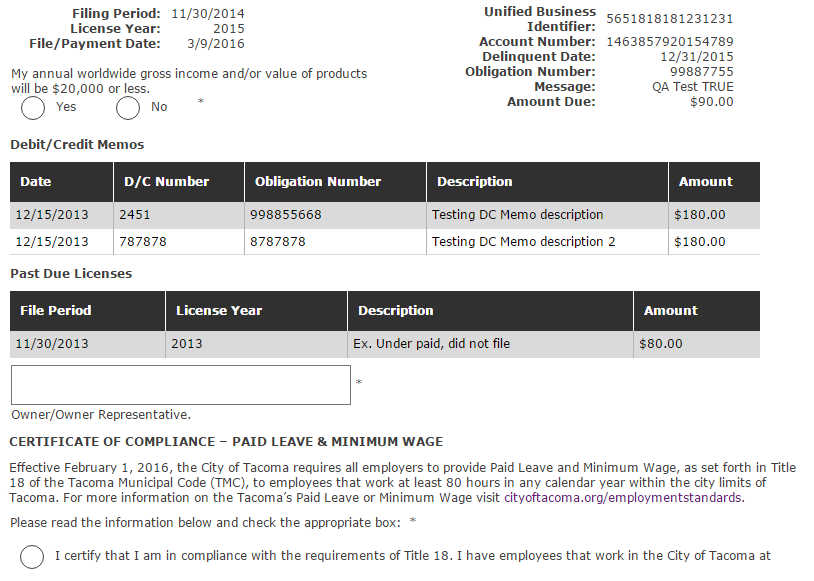 Filing Period: 11/30/2014
License Year: 2015
File/Payment Date: 3/9/2016
Unified Business Identifier: 5651818181231231
Account Number: 1463857920154789
Delinquent Date: 12/31/2015
Obligation Number: 99887755
Message: QA Test TRUE
Amount Due: $90.00
My annual worldwide gross income and/or value of products
will be $20,000 or less.
Yes No *
Debit/Credit Memos
Date D/C Number Obligation Number Description Amount
12/15/2013 2451 998855668 Testing DC Memo description $180.00
12/15/2013 787878 8787878 Testing DC Memo description 2 $180.00
Past Due Licenses
File Period License Year Description Amount
11/30/2013 2013 Ex. Under paid, did not file $80.00
*
Owner/Owner Representative.
CERTIFICATE OF COMPLIANCE – PAID LEAVE & MINIMUM WAGE
Effective February 1, 2016, the City of Tacoma requires all employers to provide Paid Leave and Minimum Wage, as set forth in Title
18 of the Tacoma Municipal Code (TMC), to employees that work at least 80 hours in any calendar year within the city limits of
Tacoma. For more information on the Tacoma's Paid Leave or Minimum Wage visit cityoftacoma.org/employmentstandards.
Please read the information below and check the appropriate box: *
I certify that I am in compliance with the requirements of Title 18. I have employees that work in the City of Tacoma at